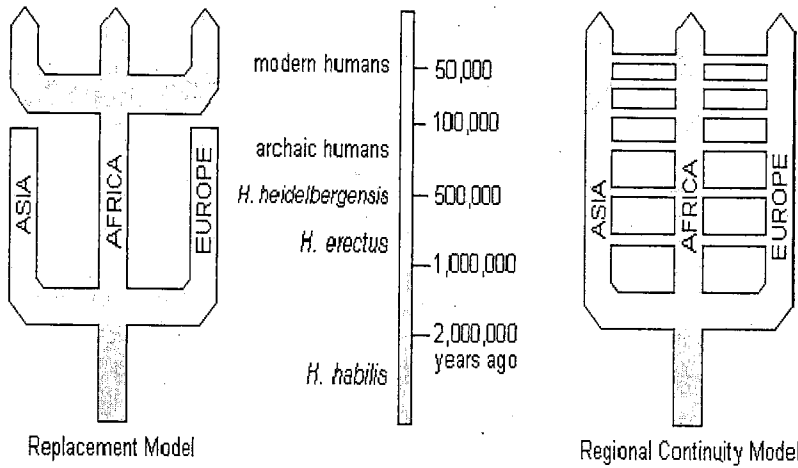 modern humans
50,000
100,000
archaic humans
H. heidelbergensis
500,000
H. erectus
1,000,000
2,000,000
years ago
H. habilis
ASIA
AFRICA
EUROPE
Replacement Model
ASIA
AFRICA
EUROPE
Regional Continuity Model